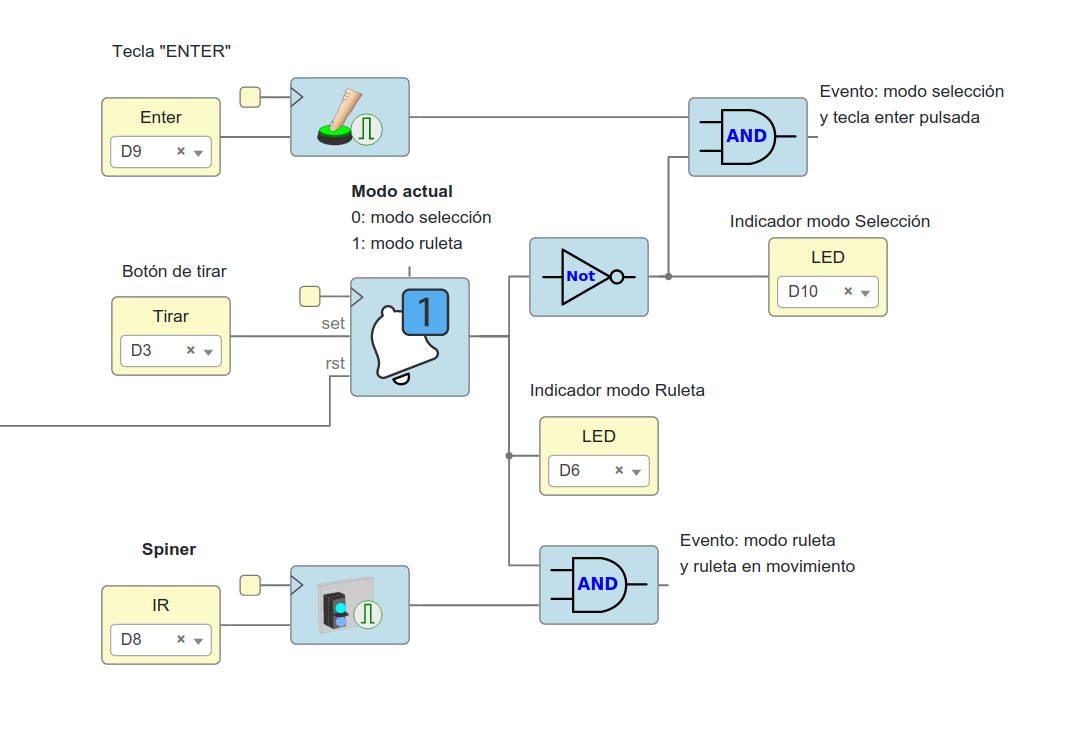 Tecla "ENTER"
Enter
D9
AND
Evento: modo selección
y tecla enter pulsada
Modo actual
0: modo selección
1: modo ruleta
Indicador modo Selección
LED
D10
Not
Botón de tirar
Tirar
D3
set
rst
1
Indicador modo Ruleta
LED
D6
Spiner
IR
D8
AND
Evento: modo ruleta
y ruleta en movimiento